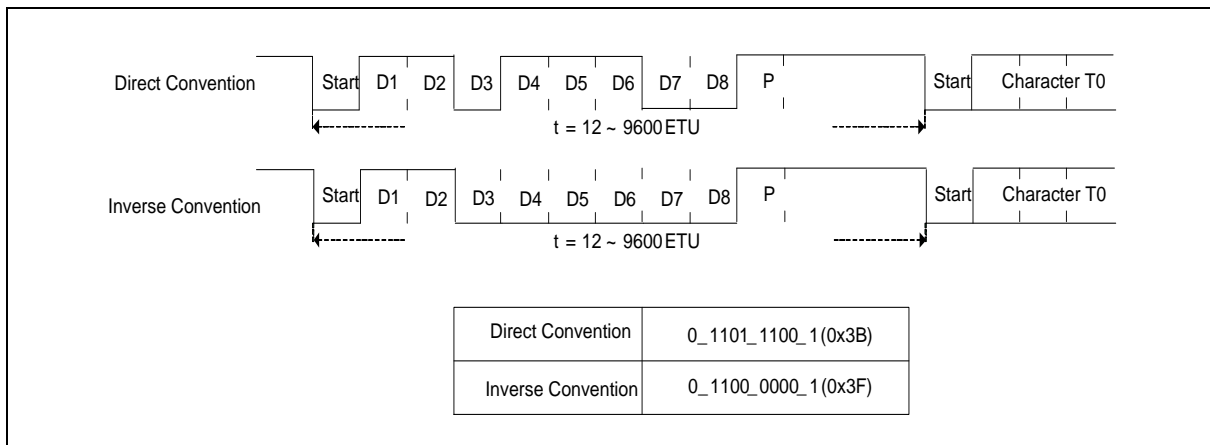 Direct Convention Start D1 D2 D3 D4 D5 D6 D7 D8 P Start Character T0
t = 12 ~ 9600 ETU
Inverse Convention Start D1 D2 D3 D4 D5 D6 D7 D8 P Start Character T0
t = 12 ~ 9600 ETU
Direct Convention 0_1101_1100_1(0x3B)
Inverse Convention 0_1100_0000_1(0x3F)